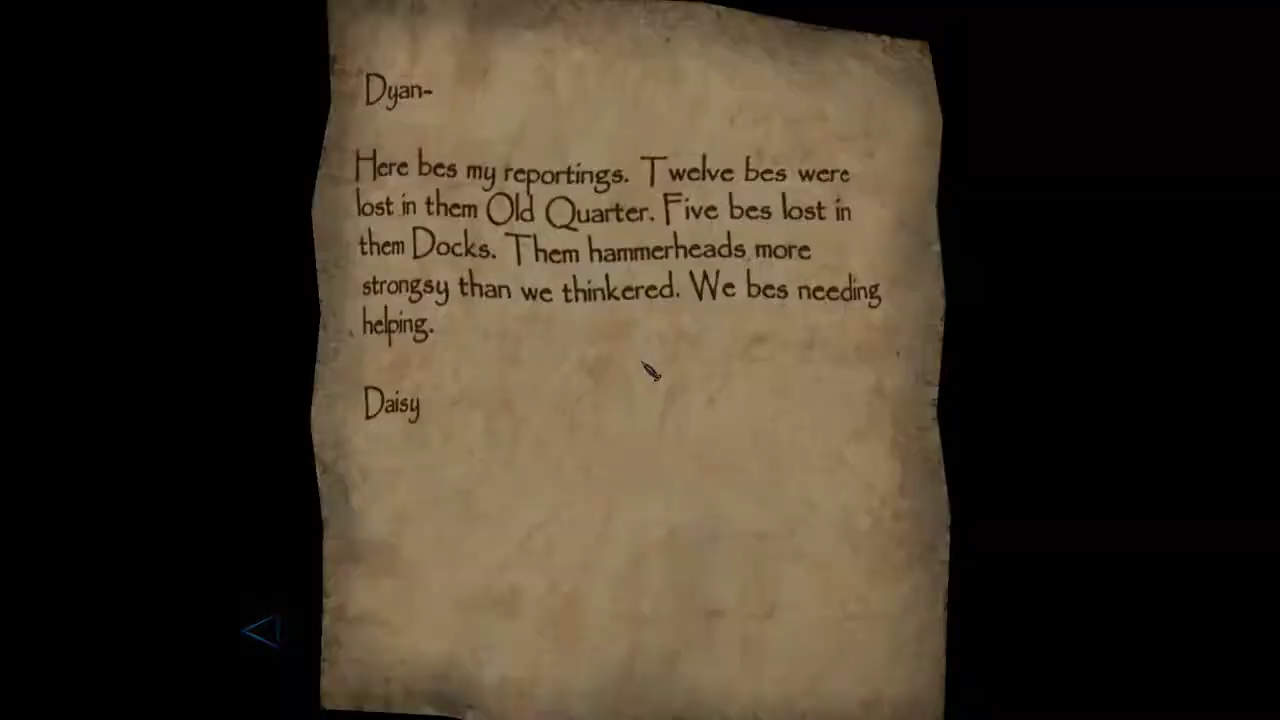 Dyan-
Here bes my reportings. Twelve bes were
lost in them Old Quarter. Five bes lost in
them Docks. Them hammerheads more
strongsy than we thinkered. We bes needing
helping.
Daisy